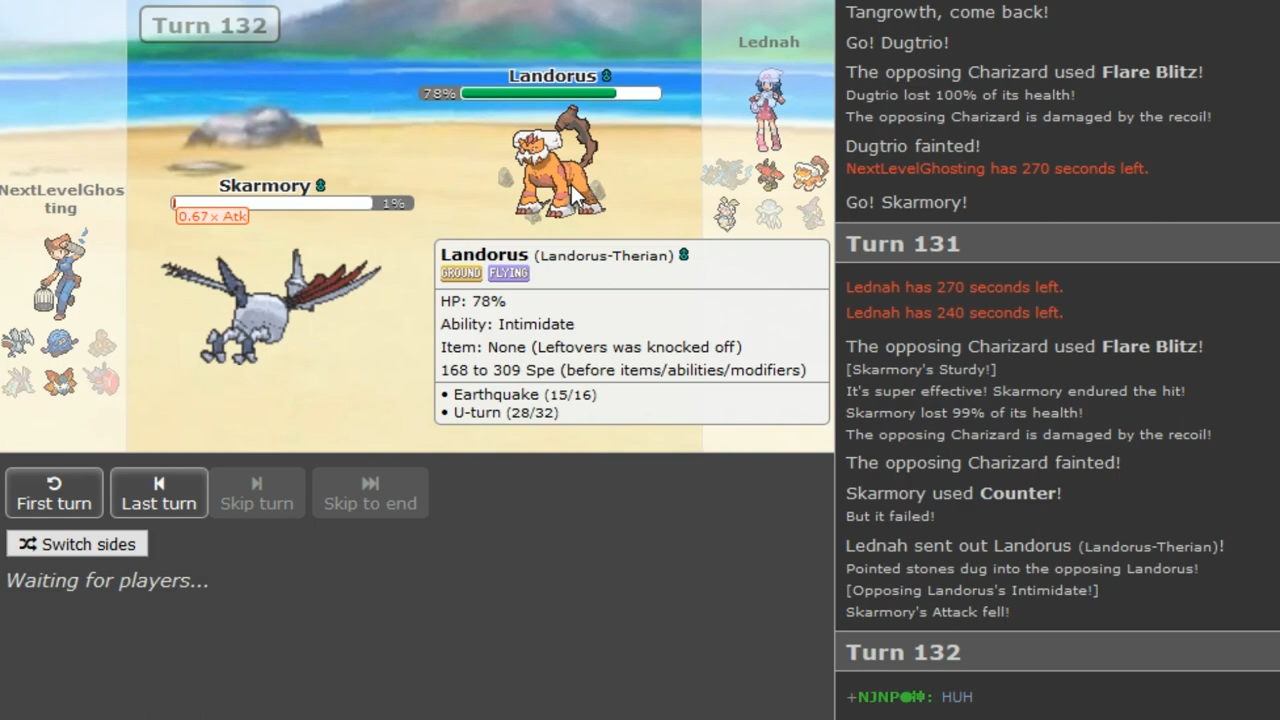 Turn 132
Lednah
Landorus
78%
NextLevelGhos
ting
Skarmory
1%
0.67× Atk
Landorus (Landorus-Therian)
GROUND FLYING
HP: 78%
Ability: Intimidate
Item: None (Leftovers was knocked off)
168 to 309 Spe (before items/abilities/modifiers)
• Earthquake (15/16)
• U-turn (28/32)
First turn
Last turn
Skip turn
Skip to end
Switch sides
Waiting for players...
Tangrowth, come back!
Go! Dugtrio!
The opposing Charizard used Flare Blitz!
Dugtrio lost 100% of its health!
The opposing Charizard is damaged by the recoil!
Dugtrio fainted!
NextLevelGhosting has 270 seconds left.
Go! Skarmory!
Turn 131
Lednah has 270 seconds left.
Lednah has 240 seconds left.
The opposing Charizard used Flare Blitz!
[Skarmory's Sturdy!]
It's super effective! Skarmory endured the hit!
Skarmory lost 99% of its health!
The opposing Charizard is damaged by the recoil!
The opposing Charizard fainted!
Skarmory used Counter!
But it failed!
Lednah sent out Landorus (Landorus-Therian)!
Pointed stones dug into the opposing Landorus!
[Opposing Landorus's Intimidate!]
Skarmory's Attack fell!
Turn 132
HUH